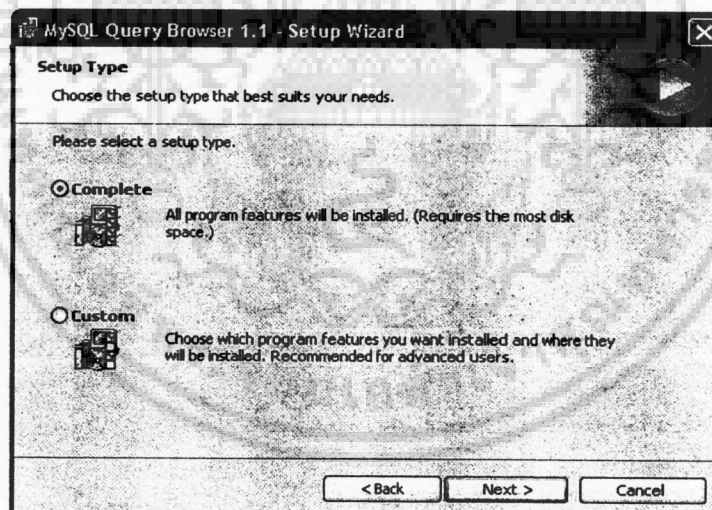 MySQL Query Browser 1.1 - Setup Wizard
Setup Type
Choose the setup type that best suits your needs.
Please select a setup type.
Complete
All program features will be installed. (Requires the most disk
space.)
Custom
Choose which program features you want installed and where they
will be installed. Recommended for advanced users.
< Back
Next >
Cancel